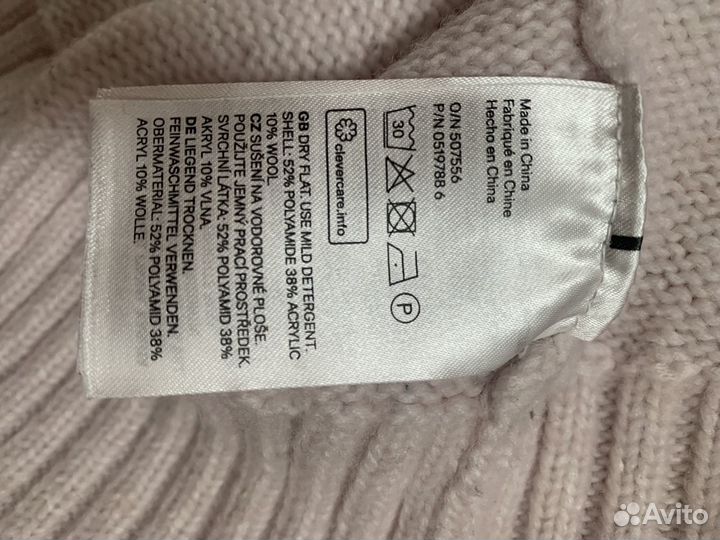 Made in China
Fabriqué en Chine
Hecho en China
O/N 507556
P/N 0519788 6
30
P
clevercare.info
GB DRY FLAT. USE MILD DETERGENT.
SHELL: 52% POLYAMIDE 38% ACRYLIC
10% WOOL
CZ SUŠENÍ NA VODOROVNÉ PLOŠE.
POUŽIJTE JEMNÝ PRACÍ PROSTŘEDEK.
SVRCHNÍ LÁTKA: 52% POLYAMID 38%
AKRYL 10% VLNA.
DE LIEGEND TROCKNEN.
FEINWASCHMITTEL VERWENDEN.
OBERMATERIAL: 52% POLYAMID 38%
ACRYL 10% WOLLE.
Avito